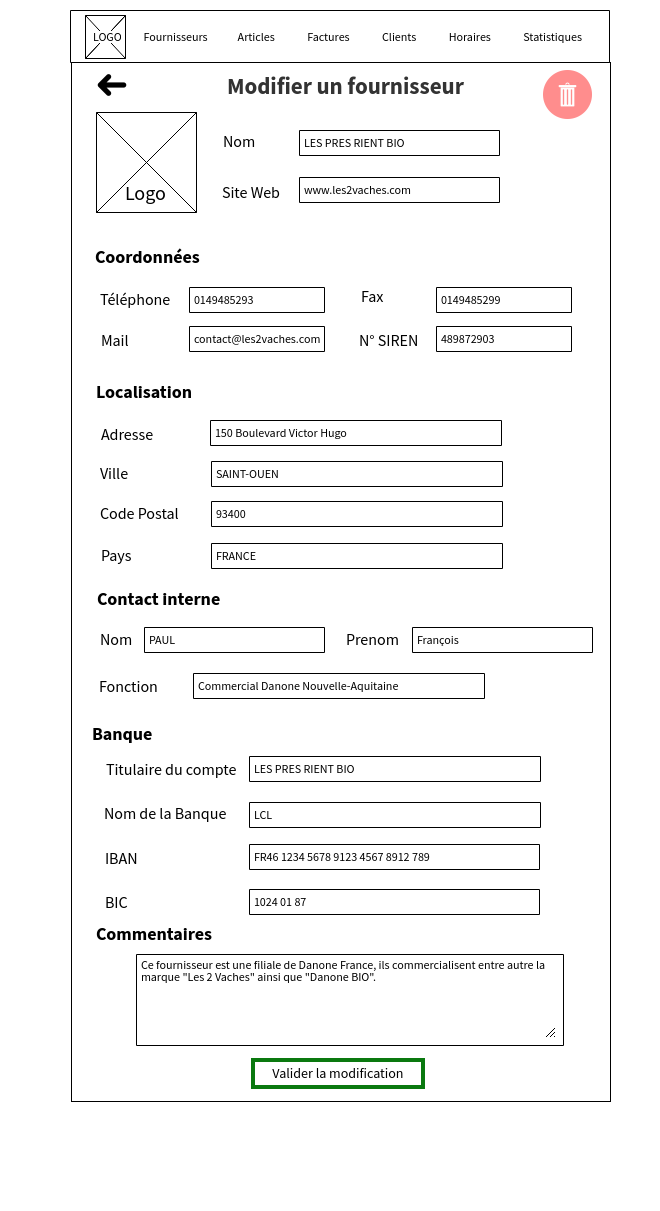 LOGO Fournisseurs Articles Factures Clients Horaires Statistiques
Modifier un fournisseur
Logo
Nom LES PRES RIENT BIO
Site Web www.les2vaches.com
Coordonnées
Téléphone 0149485293 Fax 0149485299
Mail contact@les2vaches.com N° SIREN 489872903
Localisation
Adresse 150 Boulevard Victor Hugo
Ville SAINT-OUEN
Code Postal 93400
Pays FRANCE
Contact interne
Nom PAUL Prenom François
Fonction Commercial Danone Nouvelle-Aquitaine
Banque
Titulaire du compte LES PRES RIENT BIO
Nom de la Banque LCL
IBAN FR46 1234 5678 9123 4567 8912 789
BIC 1024 01 87
Commentaires
Ce fournisseur est une filiale de Danone France, ils commercialisent entre autre la
marque "Les 2 Vaches" ainsi que "Danone BIO".
Valider la modification